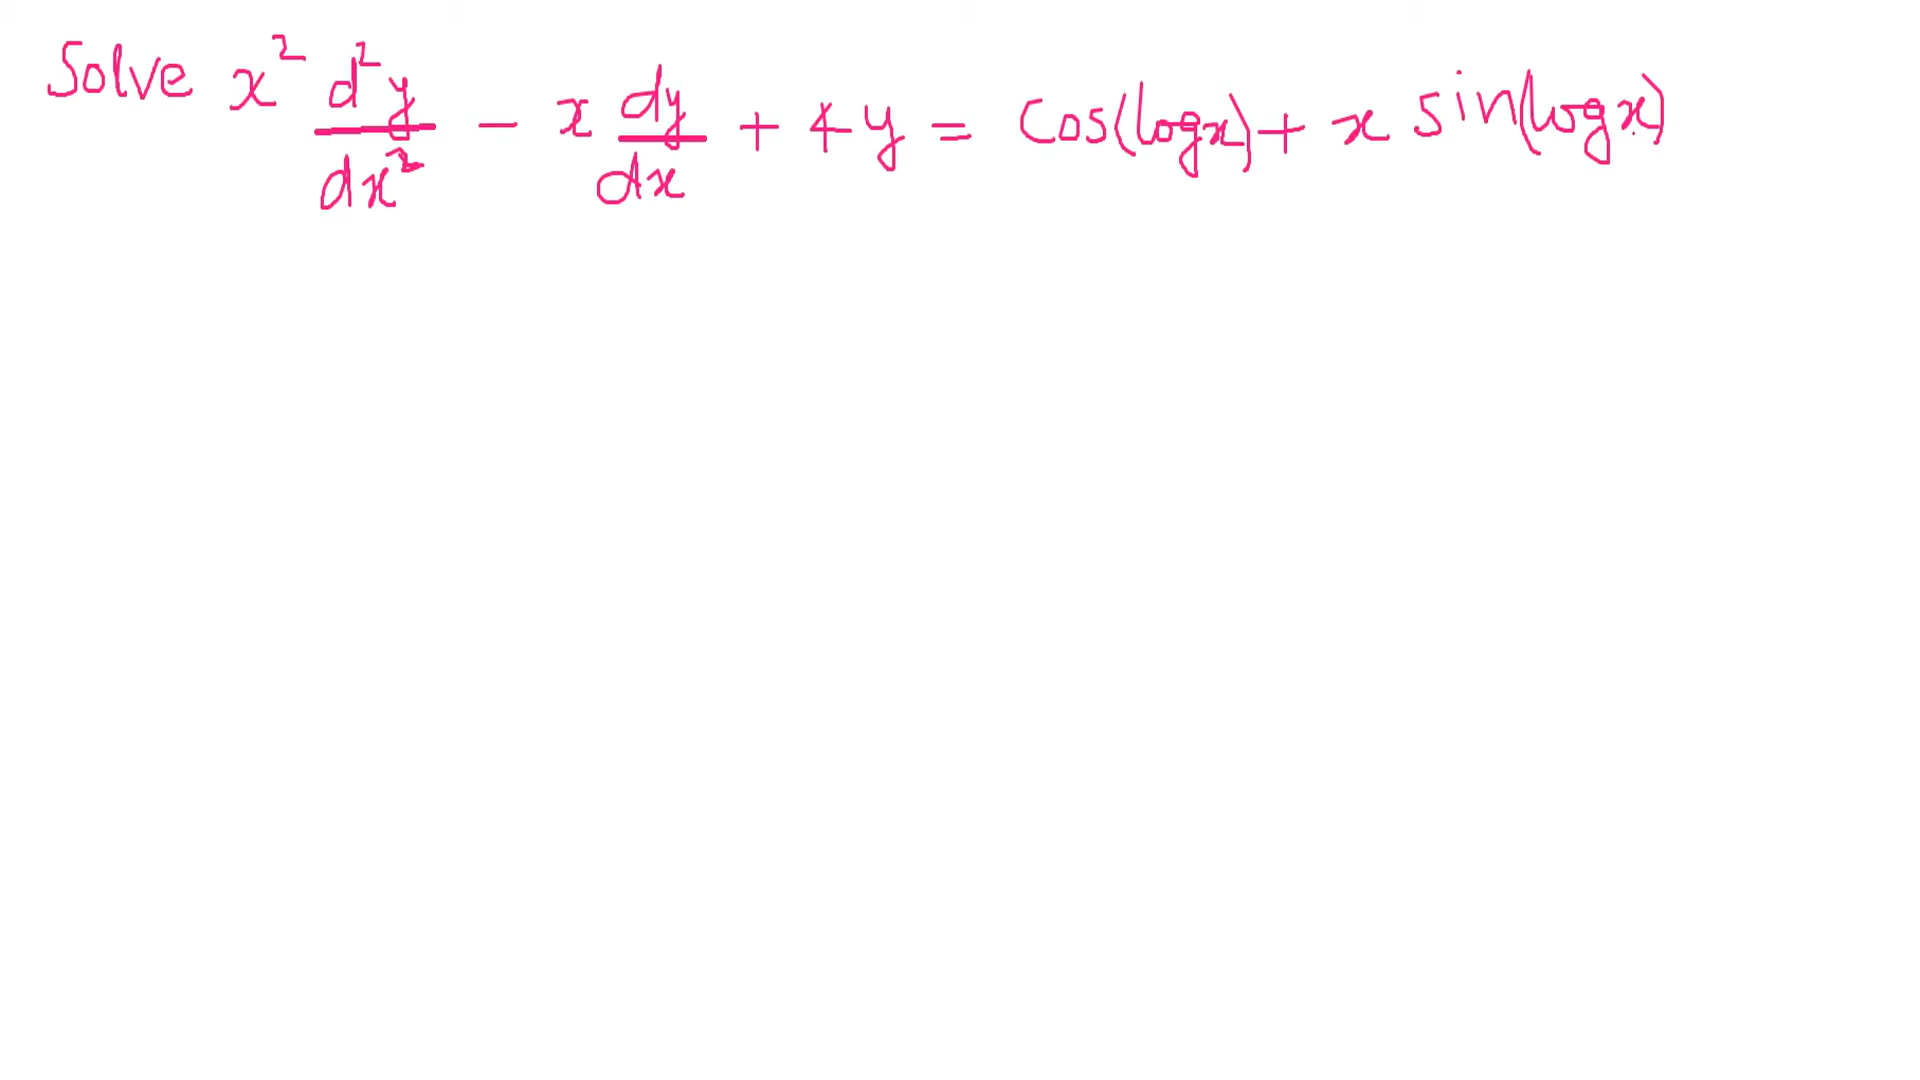 Solve x² d²y/dx² - x dy/dx + 4y = cos(logx) + x sin(logx)